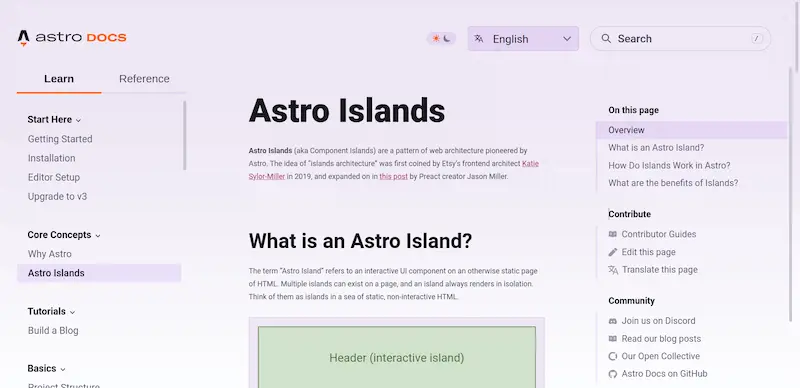 astro DOCS
English
Search
/
Learn
Reference
Start Here
Getting Started
Installation
Editor Setup
Upgrade to v3
Core Concepts
Why Astro
Astro Islands
Tutorials
Build a Blog
Basics
Project Structure
Astro Islands
Astro Islands (aka Component Islands) are a pattern of web architecture pioneered by
Astro. The idea of "islands architecture" was first coined by Etsy's frontend architect Katie
Sylor-Miller in 2019, and expanded on in this post by Preact creator Jason Miller.
What is an Astro Island?
The term "Astro Island" refers to an interactive UI component on an otherwise static page
of HTML. Multiple islands can exist on a page, and an island always renders in isolation.
Think of them as islands in a sea of static, non-interactive HTML.
Header (interactive island)
On this page
Overview
What is an Astro Island?
How Do Islands Work in Astro?
What are the benefits of Islands?
Contribute
Contributor Guides
Edit this page
Translate this page
Community
Join us on Discord
Read our blog posts
Our Open Collective
Astro Docs on GitHub